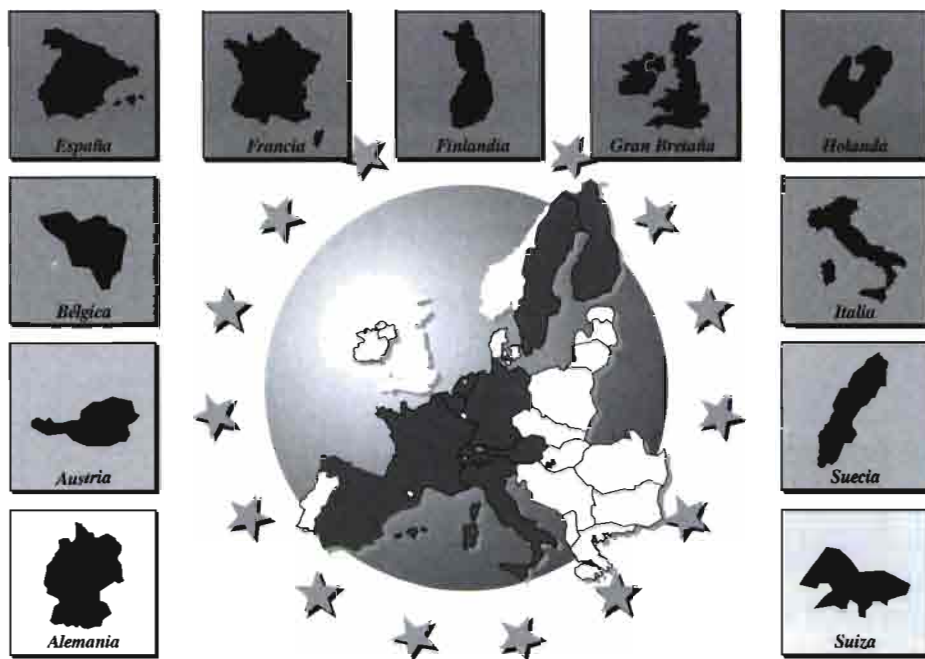 España
Francia
Finlandia
Gran Bretaña
Holanda
Bélgica
Italia
Austria
Suecia
Alemania
Suiza